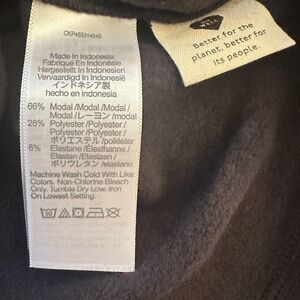 CKP455314545
Made In Indonesia
Fabriqué En Indonésie
Hergestellt In Indonesien
Vervaardigd In Indonesië
インドネシア製
hecho en indonesia
66% Modal /Modal /Modal /
Modal /レーヨン /modal
28% Polyester /Polyester /
Polyester /Polyester /
ポリエステル /poliéster
6% Elastane /Élasthanne /
Elastan /Elastaan /
ポリウレタン /elastano
Machine Wash Cold With Like
Colors. Non-Chlorine Bleach
Only. Tumble Dry Low. Iron
On Lowest Setting.
WELL
Better for the
planet, better for
its people.